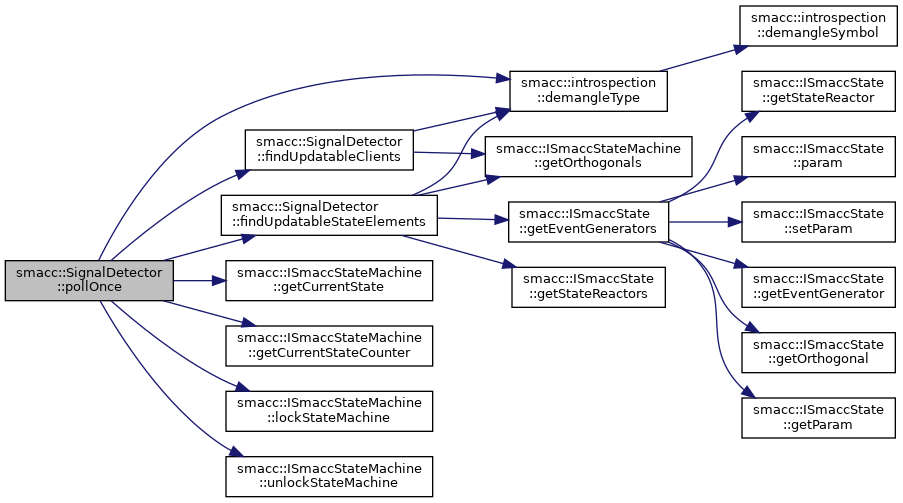 smacc::SignalDetector
::pollOnce
smacc::SignalDetector
::findUpdatableClients
smacc::SignalDetector
::findUpdatableStateElements
smacc::ISmaccStateMachine
::getCurrentState
smacc::ISmaccStateMachine
::getCurrentStateCounter
smacc::ISmaccStateMachine
::lockStateMachine
smacc::ISmaccStateMachine
::unlockStateMachine
smacc::introspection
::demangleType
smacc::ISmaccStateMachine
::getOrthogonals
smacc::ISmaccState
::getEventGenerators
smacc::ISmaccState
::getStateReactors
smacc::introspection
::demangleSymbol
smacc::ISmaccState
::getStateReactor
smacc::ISmaccState
::param
smacc::ISmaccState
::setParam
smacc::ISmaccState
::getEventGenerator
smacc::ISmaccState
::getOrthogonal
smacc::ISmaccState
::getParam